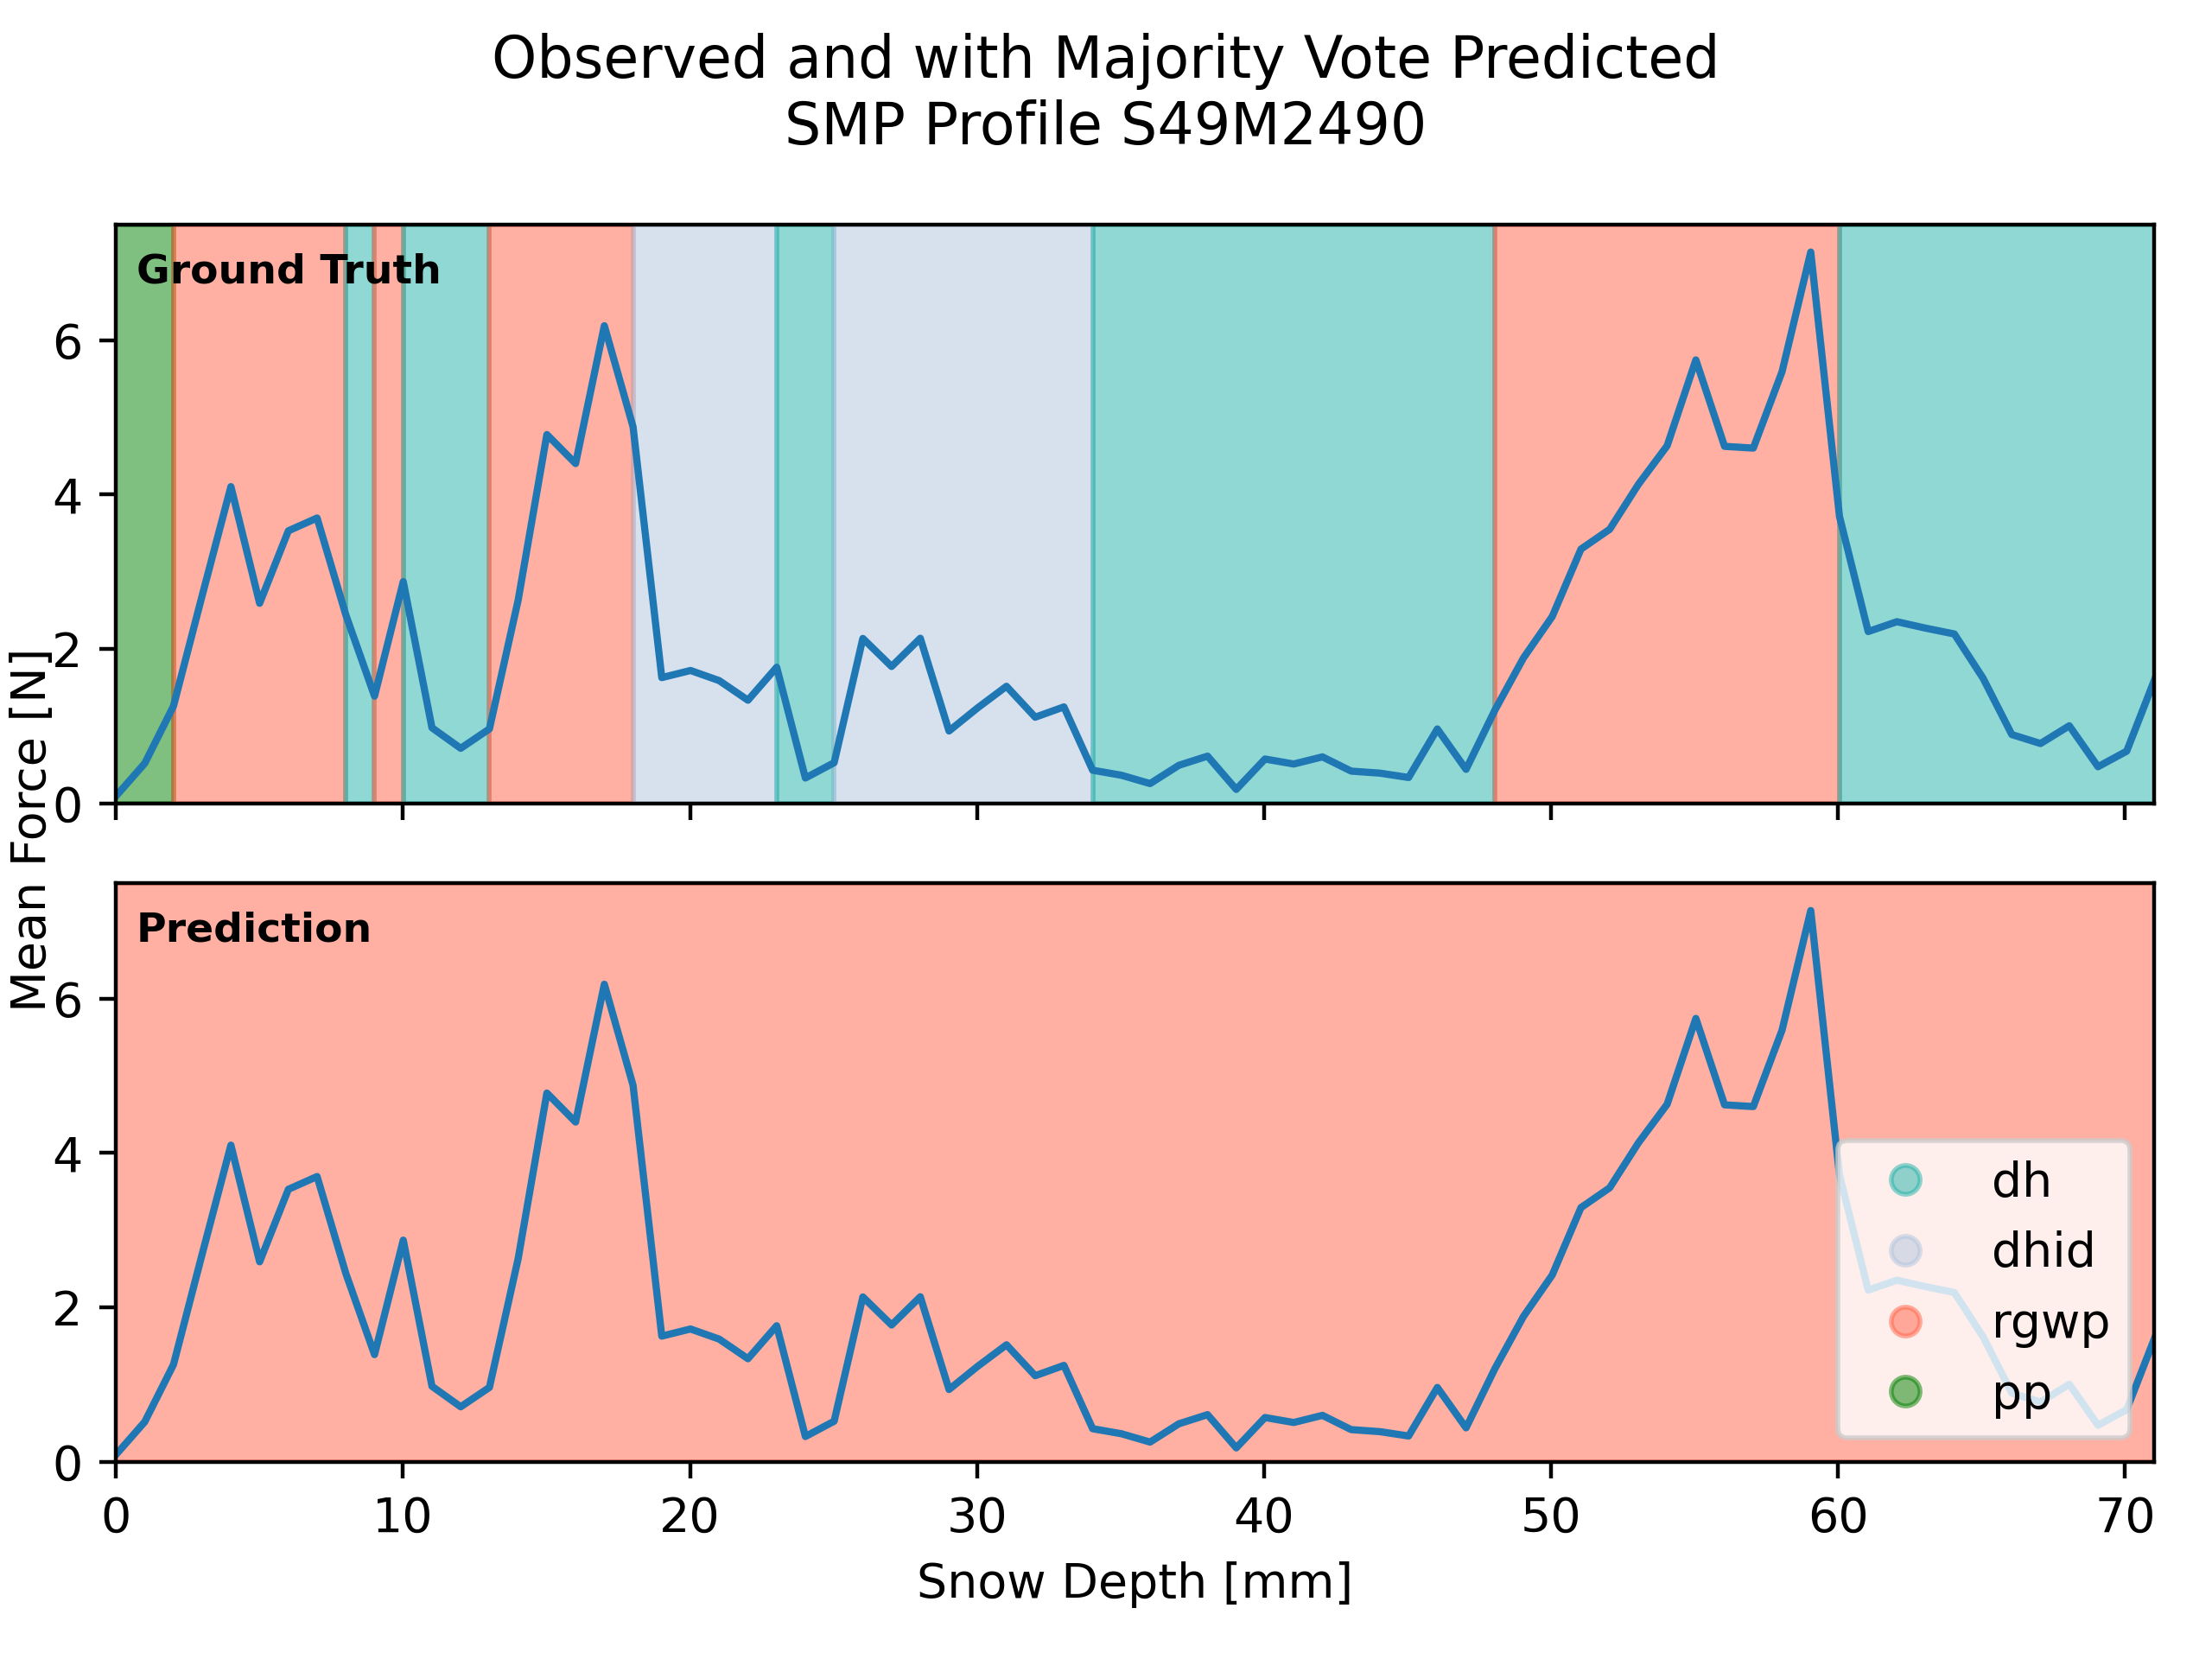 Observed and with Majority Vote Predicted
SMP Profile S49M2490
Ground Truth
6
4
2
0
Mean Force [N]
Prediction
6
4
2
0
dh
dhid
rgwp
pp
0 10 20 30 40 50 60 70
Snow Depth [mm]